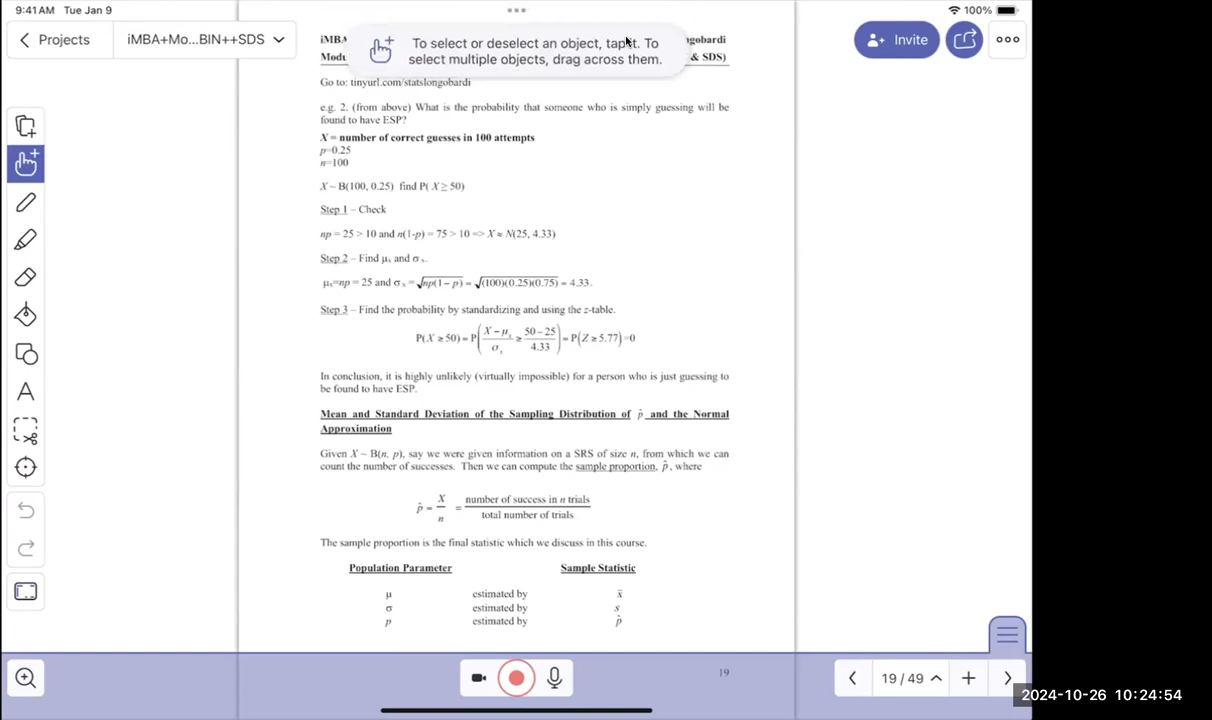 9:41 AM Tue Jan 9
100%
Projects
iMBA+Mo...BIN++SDS
To select or deselect an object, tap it. To
select multiple objects, drag across them.
Invite
iMBA
ngobardi
Modu
& SDS)
Go to: tinyurl.com/statslongobardi
e.g. 2. (from above) What is the probability that someone who is simply guessing will be
found to have ESP?
X = number of correct guesses in 100 attempts
p=0.25
n=100
X ~ B(100, 0.25) find P( X ≥ 50)
Step 1 – Check
np = 25 > 10 and n(1-p) = 75 > 10 => X ≈ N(25, 4.33)
Step 2 – Find μₓ and σₓ.
μₓ=np = 25 and σₓ = √np(1 − p) = √(100)(0.25)(0.75) = 4.33.
Step 3 – Find the probability by standardizing and using the z-table.
P(X ≥ 50) = P( (X − μₓ)/σₓ ≥ (50 − 25)/4.33 ) = P(Z ≥ 5.77) = 0
In conclusion, it is highly unlikely (virtually impossible) for a person who is just guessing to
be found to have ESP.
Mean and Standard Deviation of the Sampling Distribution of p̂ and the Normal
Approximation
Given X ~ B(n, p), say we were given information on a SRS of size n, from which we can
count the number of successes. Then we can compute the sample proportion, p̂, where
p̂ = X/n = number of success in n trials / total number of trials
The sample proportion is the final statistic which we discuss in this course.
Population Parameter Sample Statistic
μ estimated by x̄
σ estimated by s
p estimated by p̂
19
19 / 49
2024-10-26 10:24:54